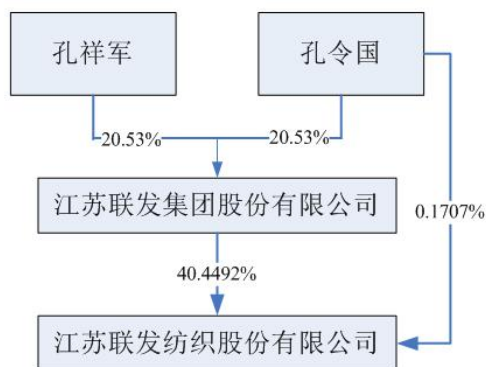 孔祥军
孔令国
20.53%
20.53%
江苏联发集团股份有限公司
0.1707%
40.4492%
江苏联发纺织股份有限公司